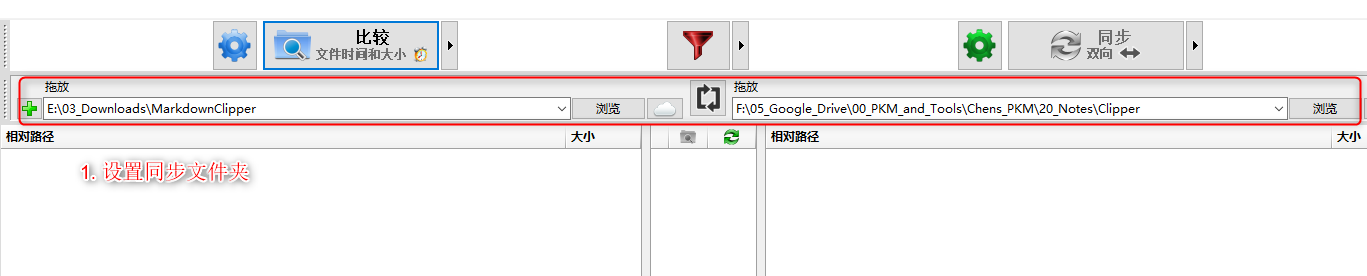 比较
文件时间和大小
同步
双向
拖放
拖放
E:\03_Downloads\MarkdownClipper
浏览
F:\05_Google_Drive\00_PKM_and_Tools\Chens_PKM\20_Notes\Clipper
浏览
相对路径
大小
相对路径
大小
1. 设置同步文件夹